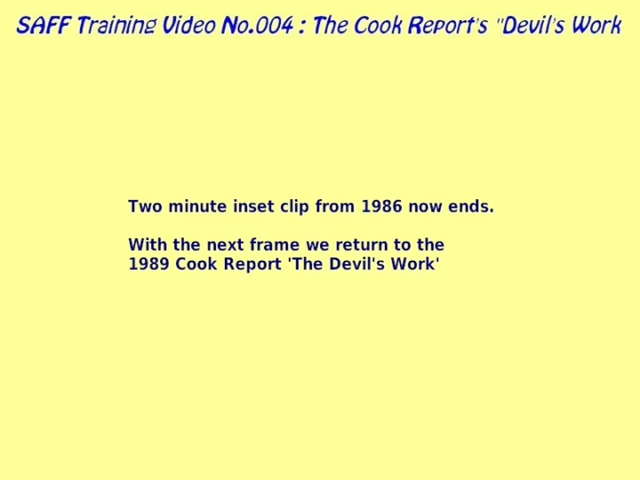 SAFF Training Video No.004 : The Cook Report's "Devil's Work
Two minute inset clip from 1986 now ends.
With the next frame we return to the
1989 Cook Report 'The Devil's Work'